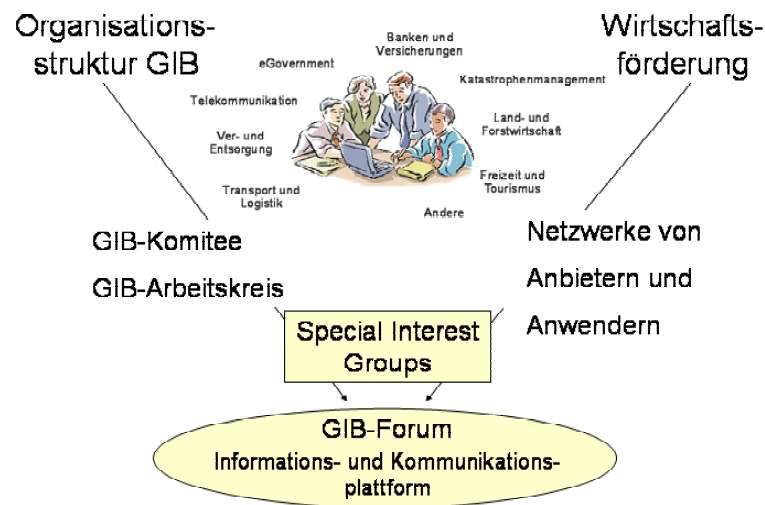 Organisations-
struktur GIB
Wirtschafts-
förderung
Banken und
Versicherungen
eGovernment
Katastrophenmanagement
Telekommunikation
Land- und
Forstwirtschaft
Ver- und
Entsorgung
Freizeit und
Tourismus
Transport und
Logistik
Andere
GIB-Komitee
GIB-Arbeitskreis
Netzwerke von
Anbietern und
Anwendern
Special Interest
Groups
GIB-Forum
Informations- und Kommunikations-
plattform